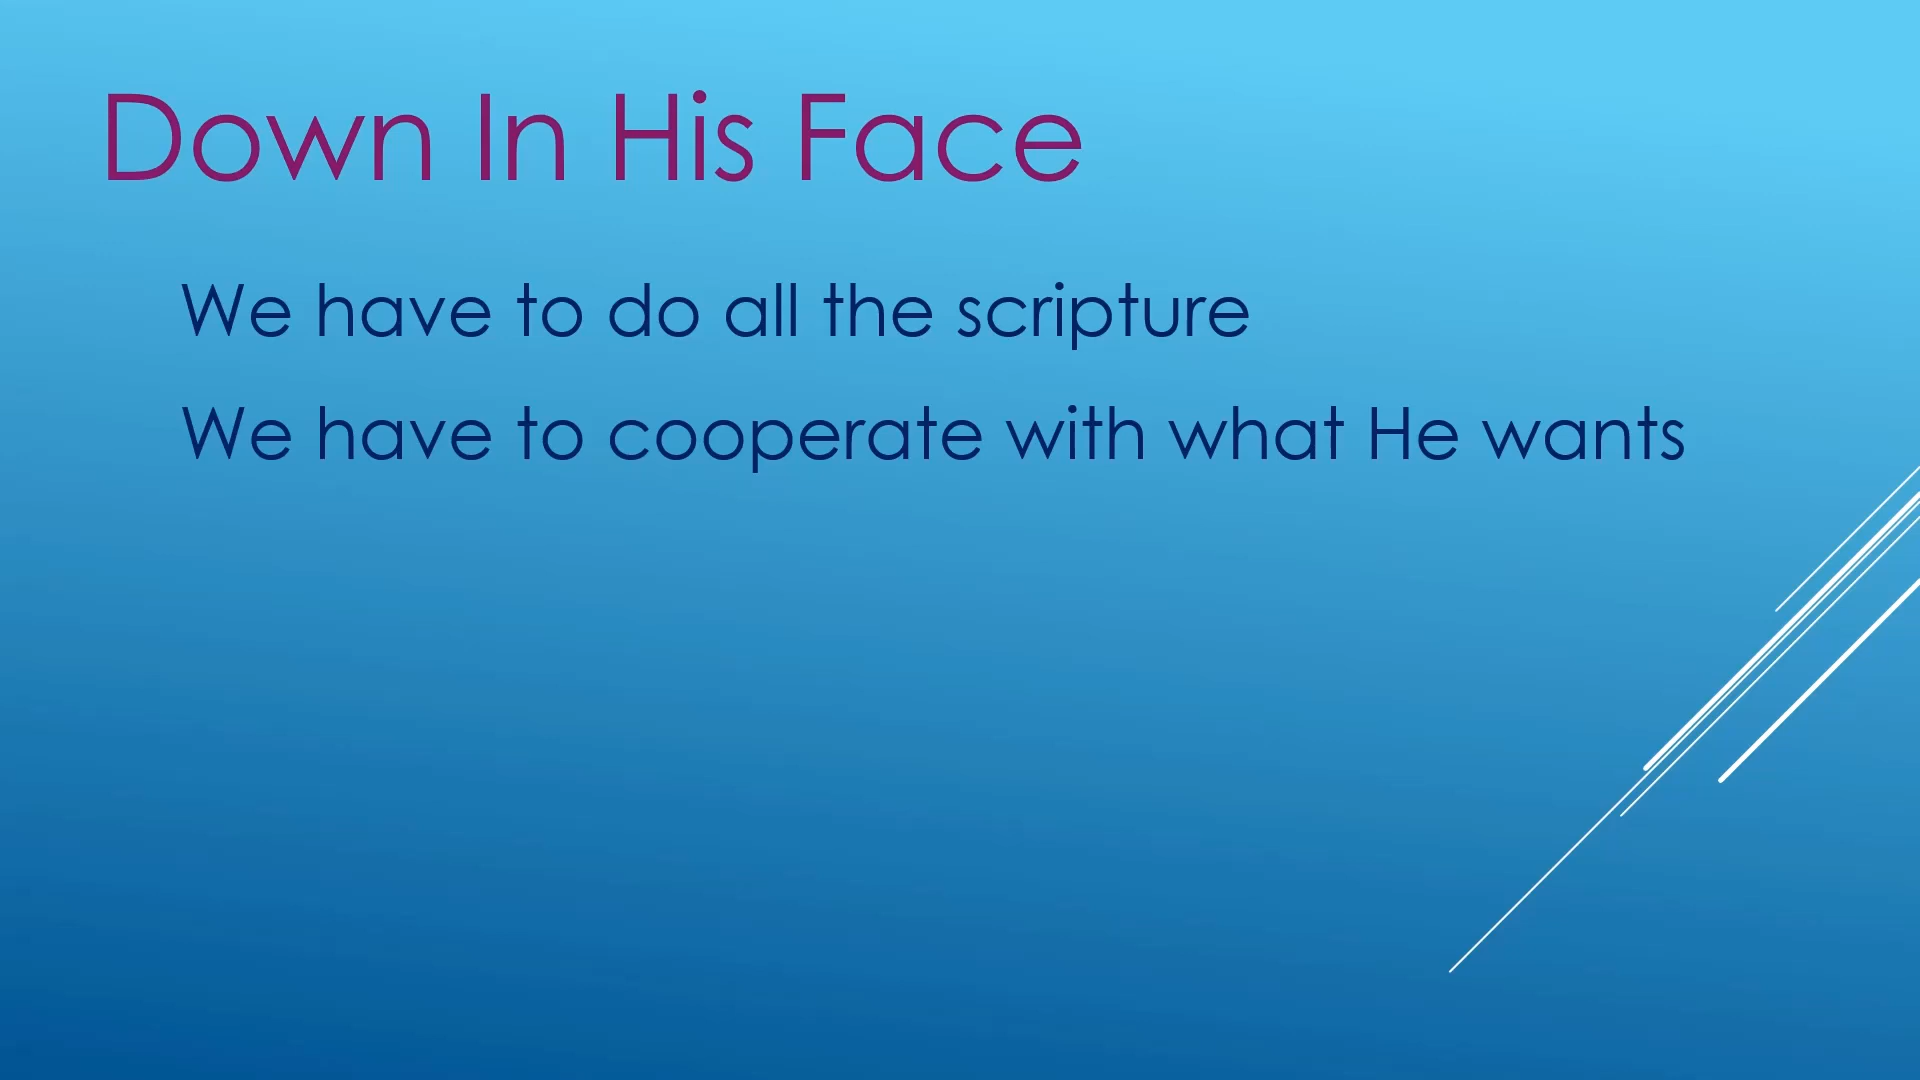 Down In His Face
We have to do all the scripture
We have to cooperate with what He wants